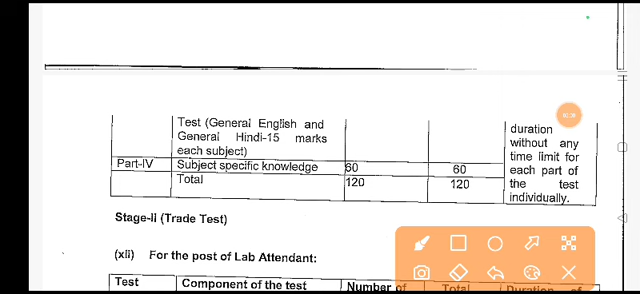 Test (General English and
General Hindi-15 marks
each subject)
Part-IV Subject specific knowledge 60 60
Total 120 120
duration
without any
time limit for
each part of
the test
individually.
Stage-II (Trade Test)
(xii) For the post of Lab Attendant:
Test Component of the test Number of Total Duration of